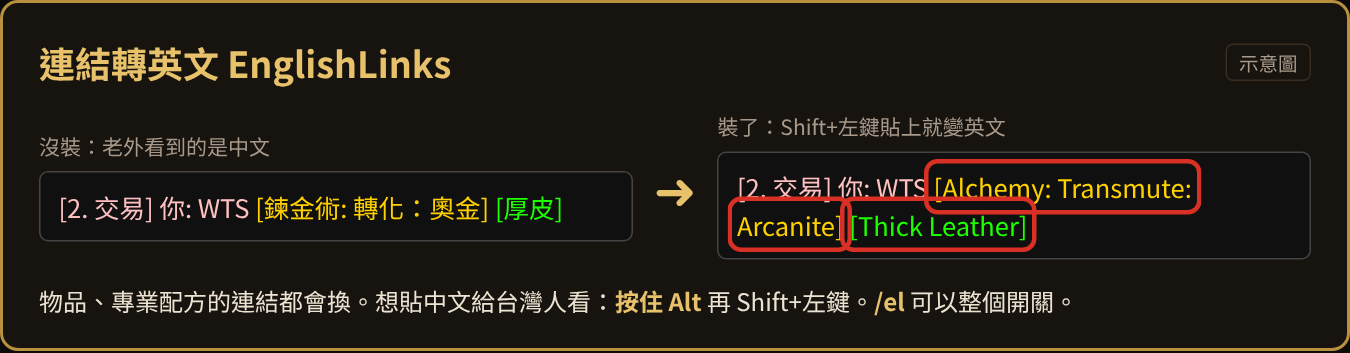 連結轉英文 EnglishLinks
示意圖
沒裝：老外看到的是中文
[2. 交易] 你: WTS [鍊金術: 轉化：奧金] [厚皮]
裝了：Shift+左鍵貼上就變英文
[2. 交易] 你: WTS [Alchemy: Transmute:
Arcanite] [Thick Leather]
物品、專業配方的連結都會換。想貼中文給台灣人看：按住 Alt 再 Shift+左鍵。/el 可以整個開關。